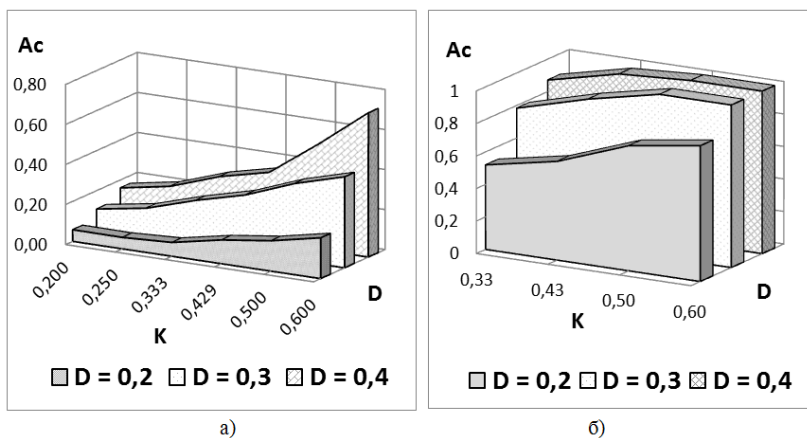 Ac
0,80
0,60
0,40
0,20
0,00
0,200
0,250
0,333
0,429
0,500
0,600
K
D
D = 0,2 D = 0,3 D = 0,4
а)
Ac
1
0,8
0,6
0,4
0,2
0
0,33
0,43
0,50
0,60
K
D
D = 0,2 D = 0,3 D = 0,4
б)